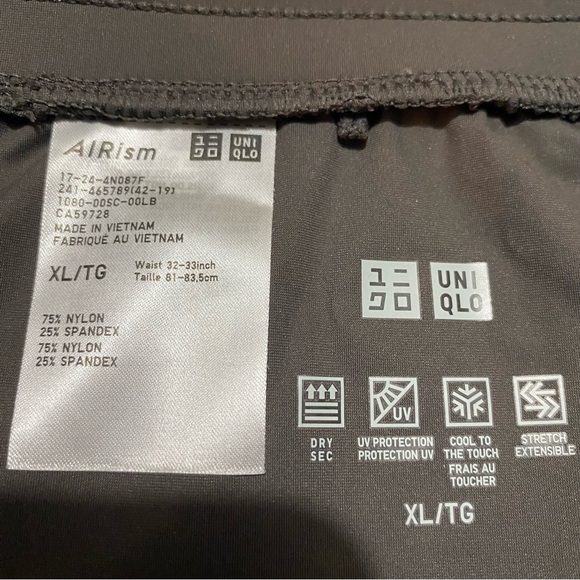 AIRism ユニクロ UNIQLO
17-24-4N087F
241-465789(42-19)
1080-00SC-00LB
CA59728
MADE IN VIETNAM
FABRIQUÉ AU VIETNAM
XL/TG
Waist 32-33inch
Taille 81-83,5cm
75% NYLON
25% SPANDEX
75% NYLON
25% SPANDEX
ユニ UNI
クロ QLO
UV
DRY
SEC
UV PROTECTION
PROTECTION UV
COOL TO
THE TOUCH
FRAIS AU
TOUCHER
STRETCH
EXTENSIBLE
XL/TG